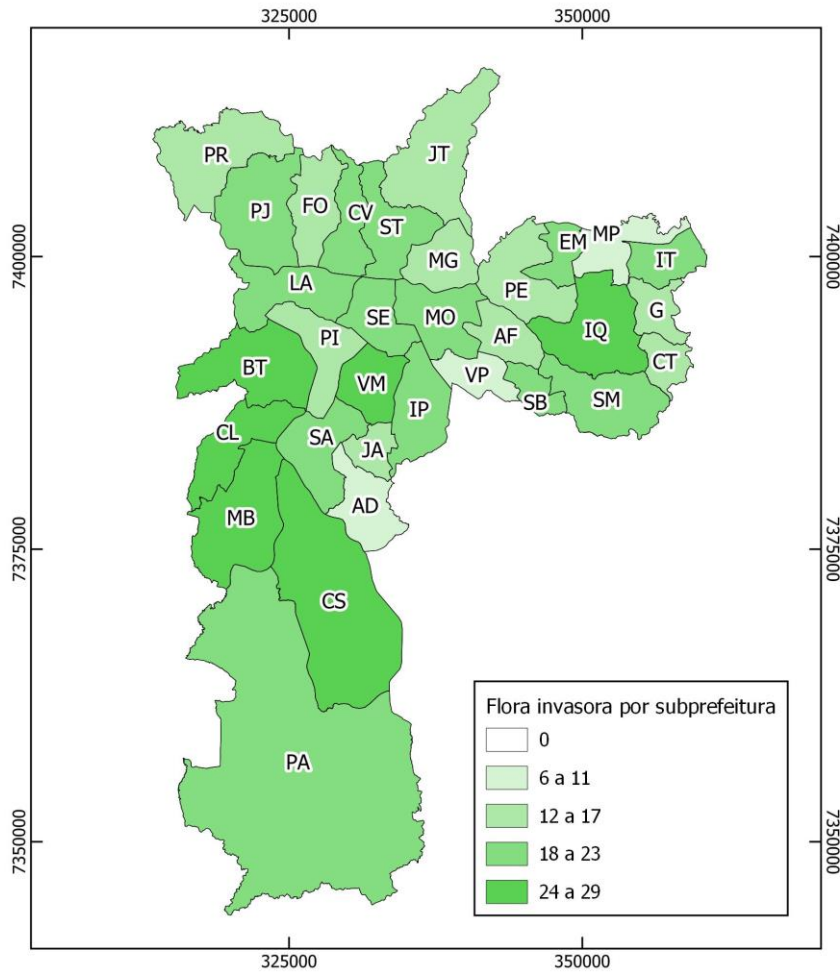 325000 350000
PR
JT
PJ FO CV
ST
EM MP
7400000 MG IT 7400000
LA PE
SE MO G
PI AF IQ
BT CT
VM VP
IP SB SM
CL SA
JA
MB AD
7375000 7375000
CS
Flora invasora por subprefeitura
0
PA 6 a 11
12 a 17
7350000 18 a 23 7350000
24 a 29
325000 350000